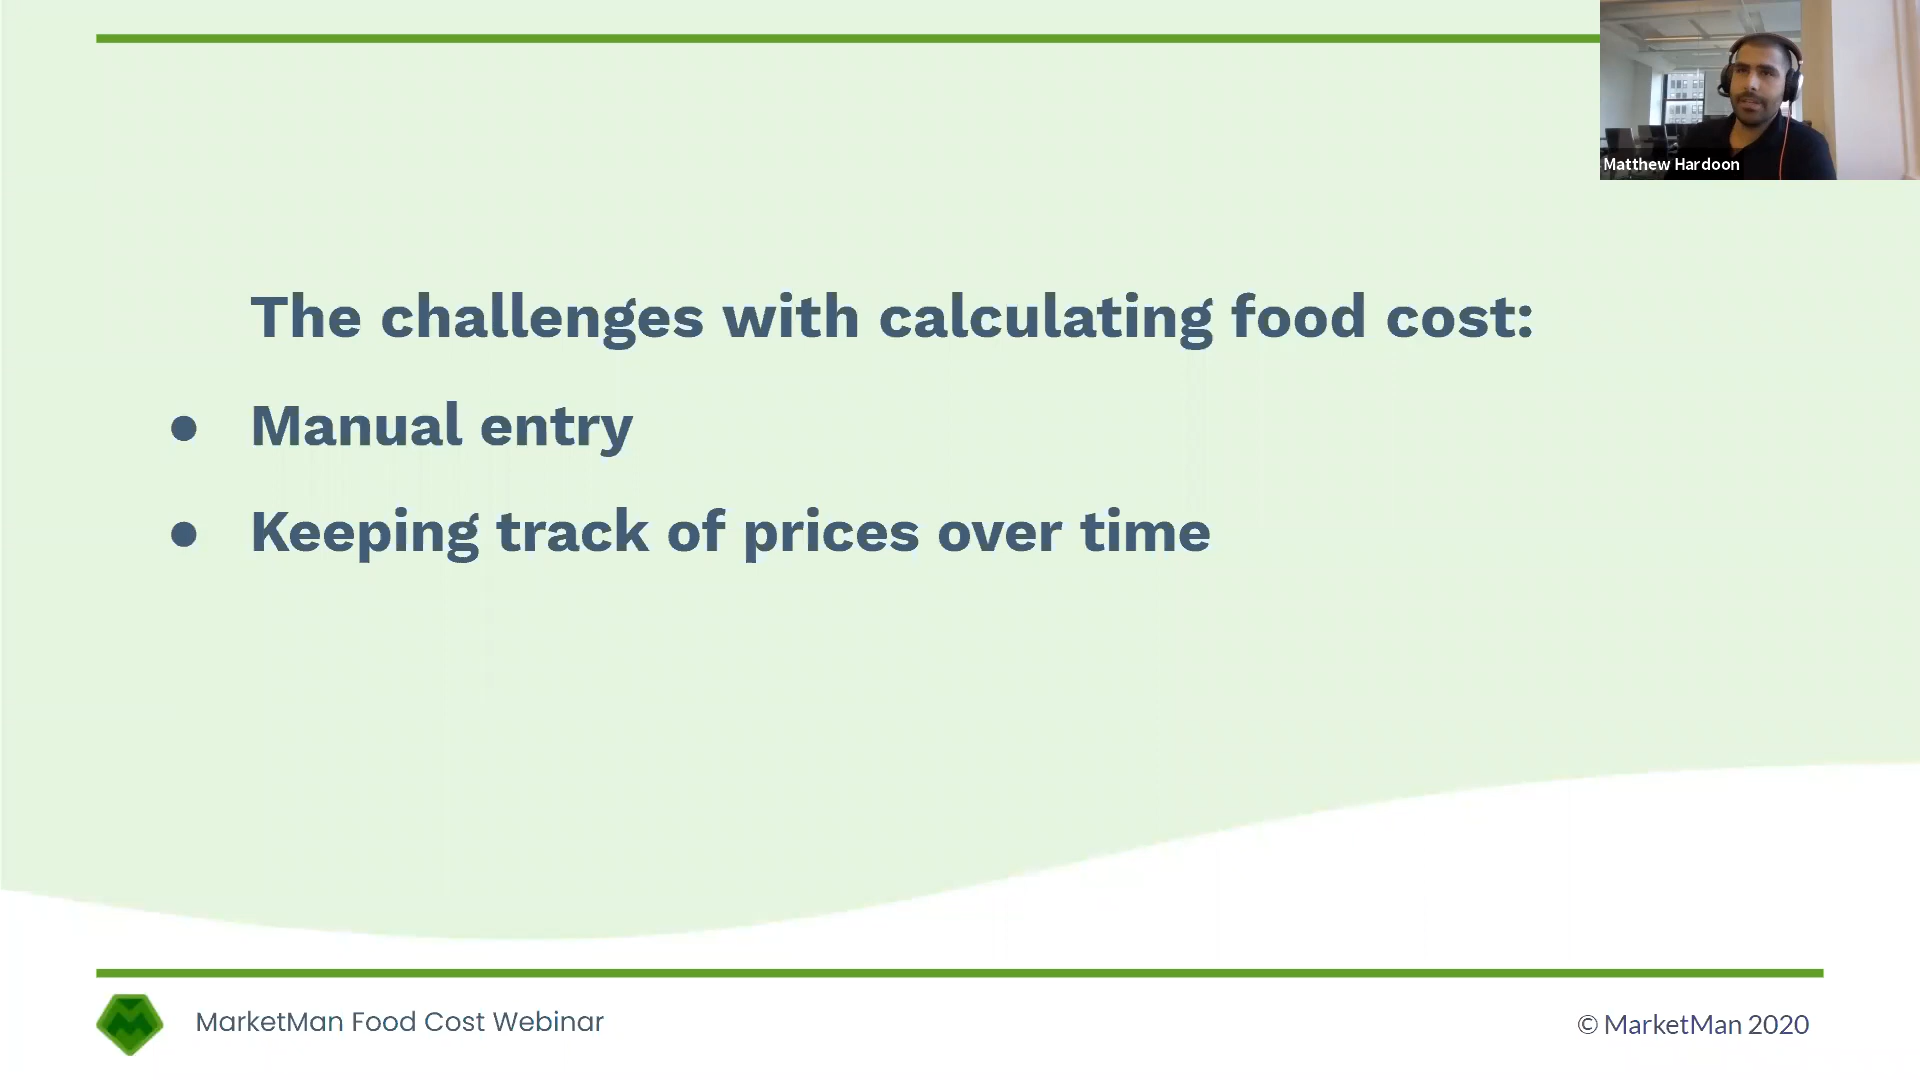 Matthew Hardoon
The challenges with calculating food cost:
● Manual entry
● Keeping track of prices over time
MarketMan Food Cost Webinar
© MarketMan 2020